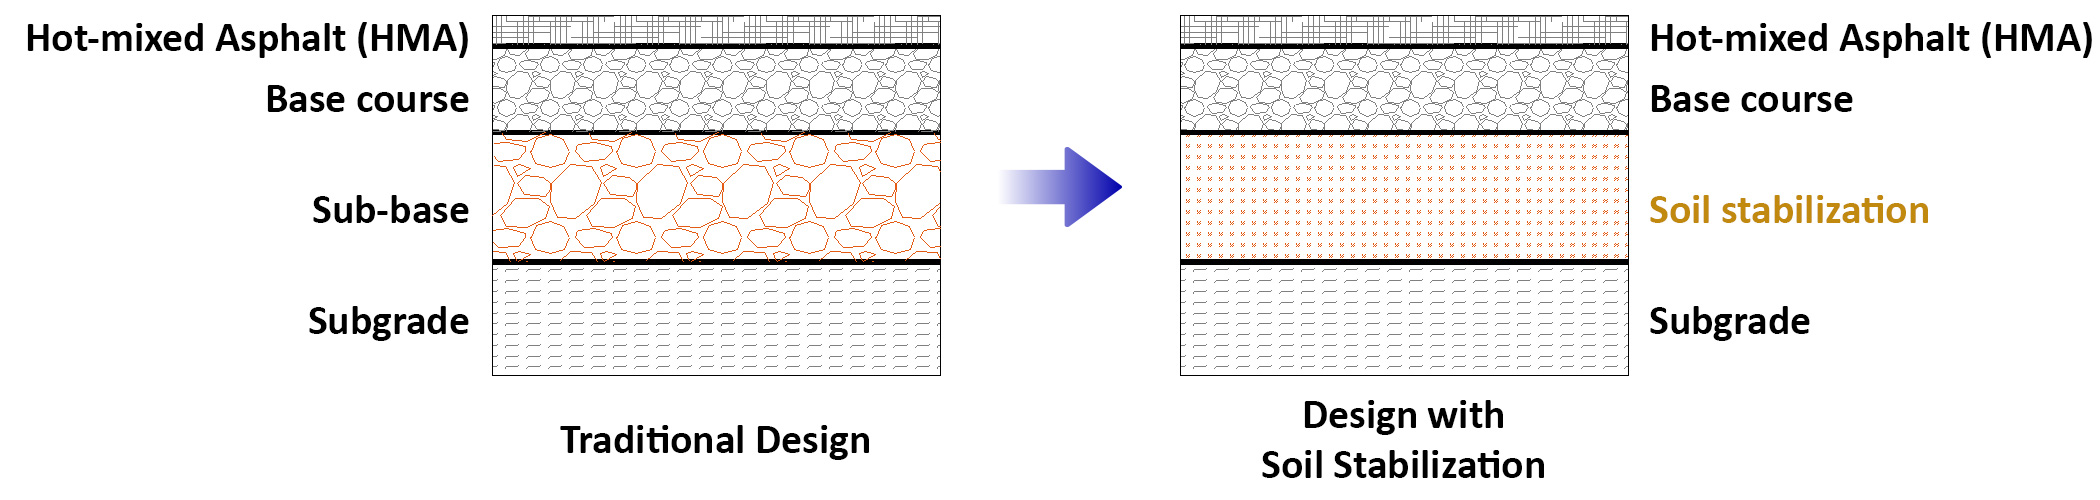 Hot-mixed Asphalt (HMA)
Base course
Sub-base
Subgrade
Traditional Design
Hot-mixed Asphalt (HMA)
Base course
Soil stabilization
Subgrade
Design with
Soil Stabilization